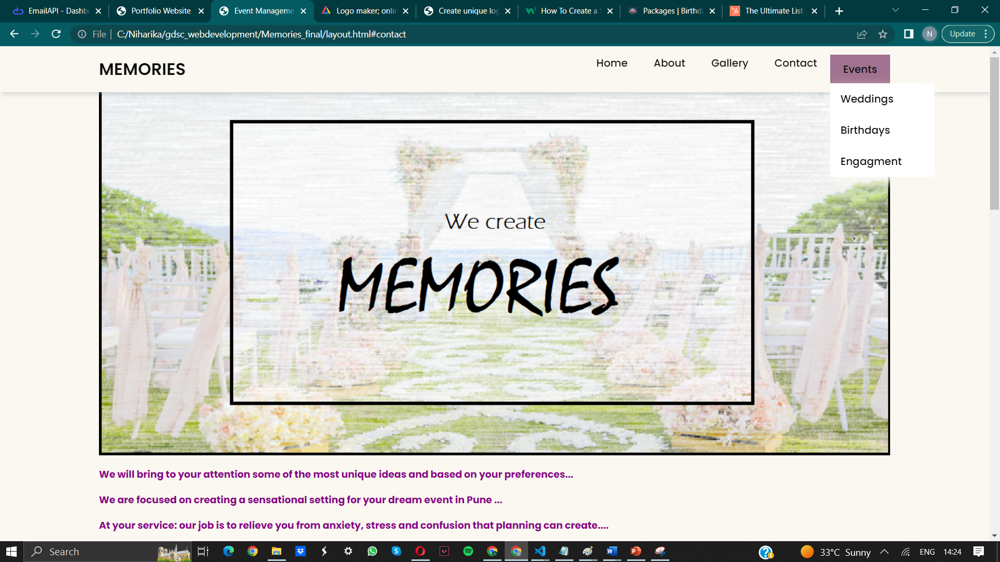 EmailAPI - Dashb
Portfolio Website
Event Manageme
Logo maker; onlin
Create unique log
How To Create a S
Packages | Birthda
The Ultimate List
File
C:/Niharika/gdsc_webdevelopment/Memories_final/layout.html#contact
N
Update
MEMORIES
Home
About
Gallery
Contact
Events
Weddings
Birthdays
Engagment
We create
MEMORIES
We will bring to your attention some of the most unique ideas and based on your preferences...
We are focused on creating a sensational setting for your dream event in Pune ...
At your service: our job is to relieve you from anxiety, stress and confusion that planning can create....
Search
33°C Sunny
ENG
14:24